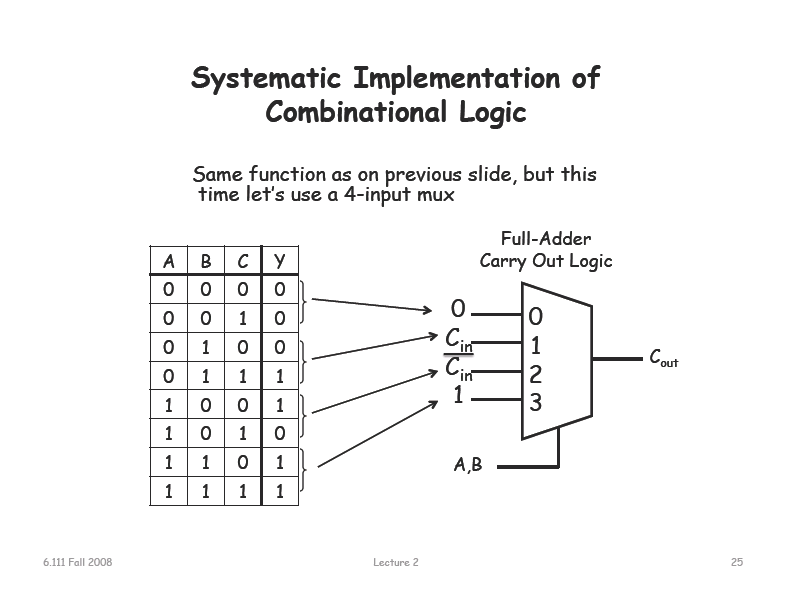 Systematic Implementation of
Combinational Logic
Same function as on previous slide, but this
time let's use a 4-input mux
Full-Adder
Carry Out Logic
A B C Y
0 0 0 0
0 0 1 0
0 1 0 0
0 1 1 1
1 0 0 1
1 0 1 0
1 1 0 1
1 1 1 1
0 0
C_in 1
C̅_in 2
1 3
C_out
A,B
6.111 Fall 2008
Lecture 2
25